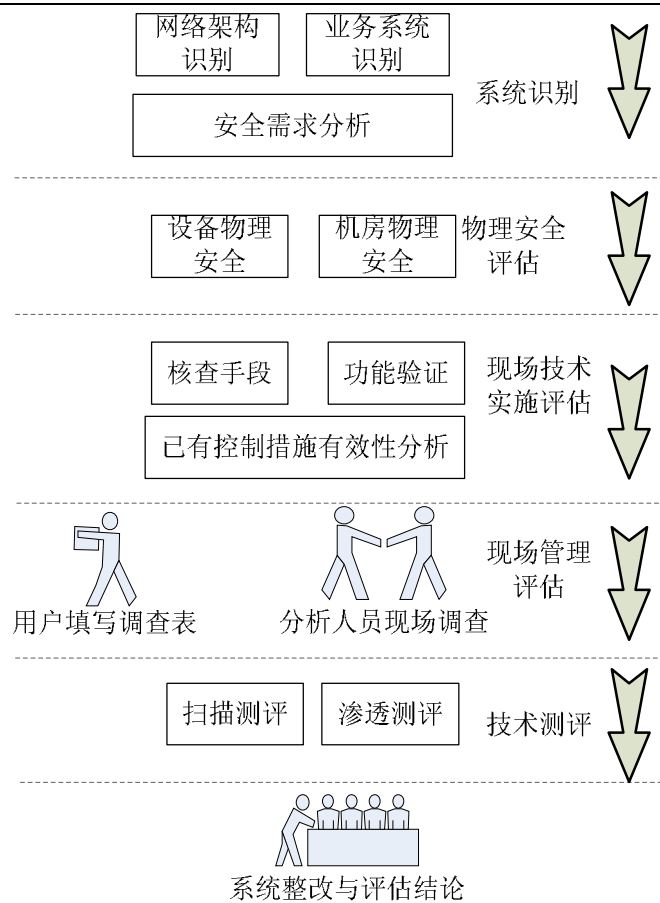 网络架构
识别
业务系统
识别
安全需求分析
系统识别
设备物理
安全
机房物理
安全
物理安全
评估
核查手段
功能验证
已有控制措施有效性分析
现场技术
实施评估
用户填写调查表
分析人员现场调查
现场管理
评估
扫描测评
渗透测评
技术测评
系统整改与评估结论